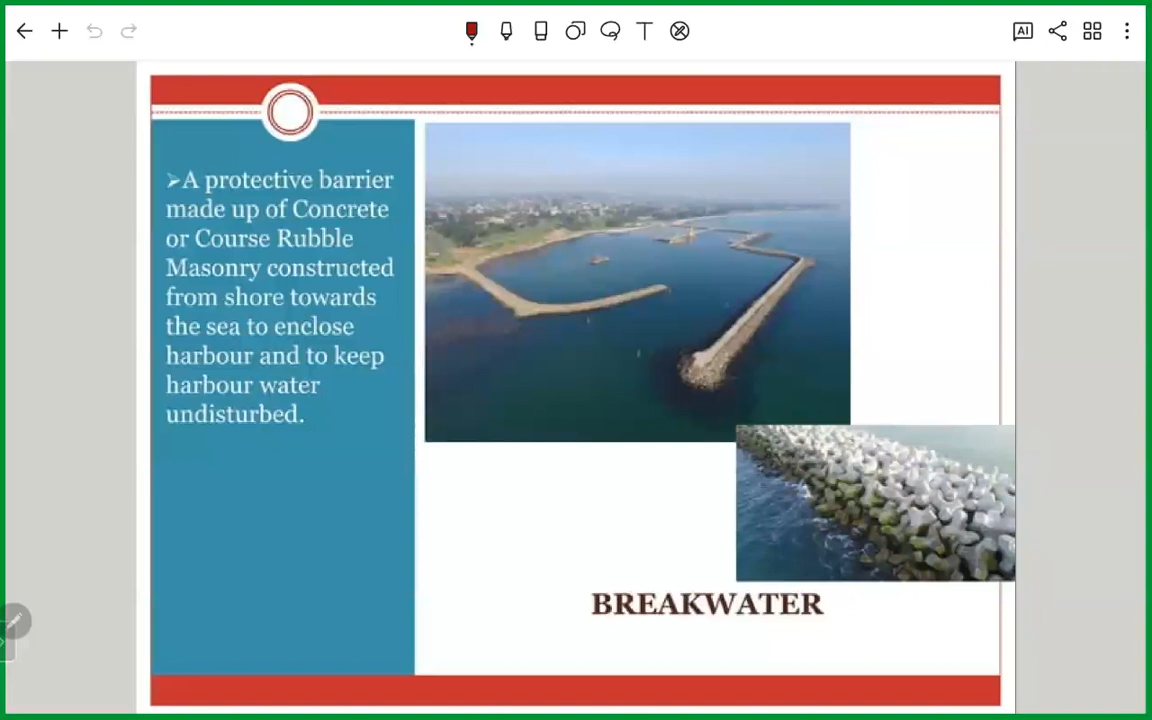 AI
T
➢A protective barrier
made up of Concrete
or Course Rubble
Masonry constructed
from shore towards
the sea to enclose
harbour and to keep
harbour water
undisturbed.
BREAKWATER